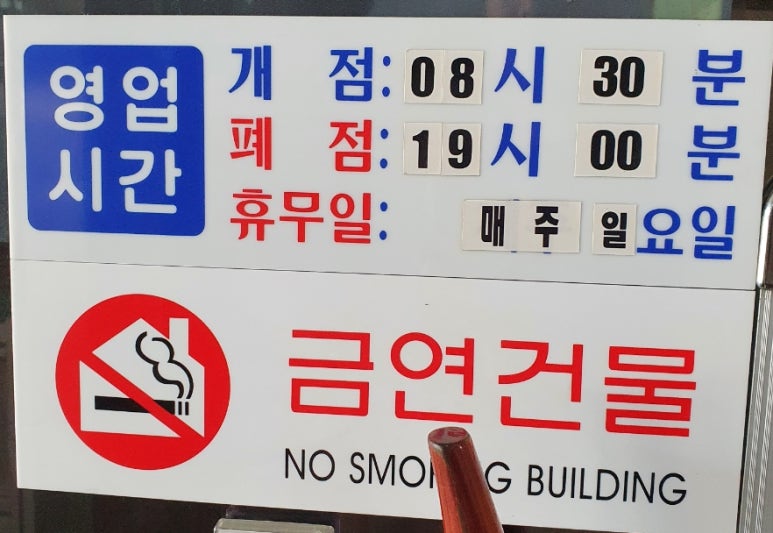 영업
시간
개 점: 08시 30분
폐 점: 19시 00분
휴무일: 매주 일요일
금연건물
NO BUILDING